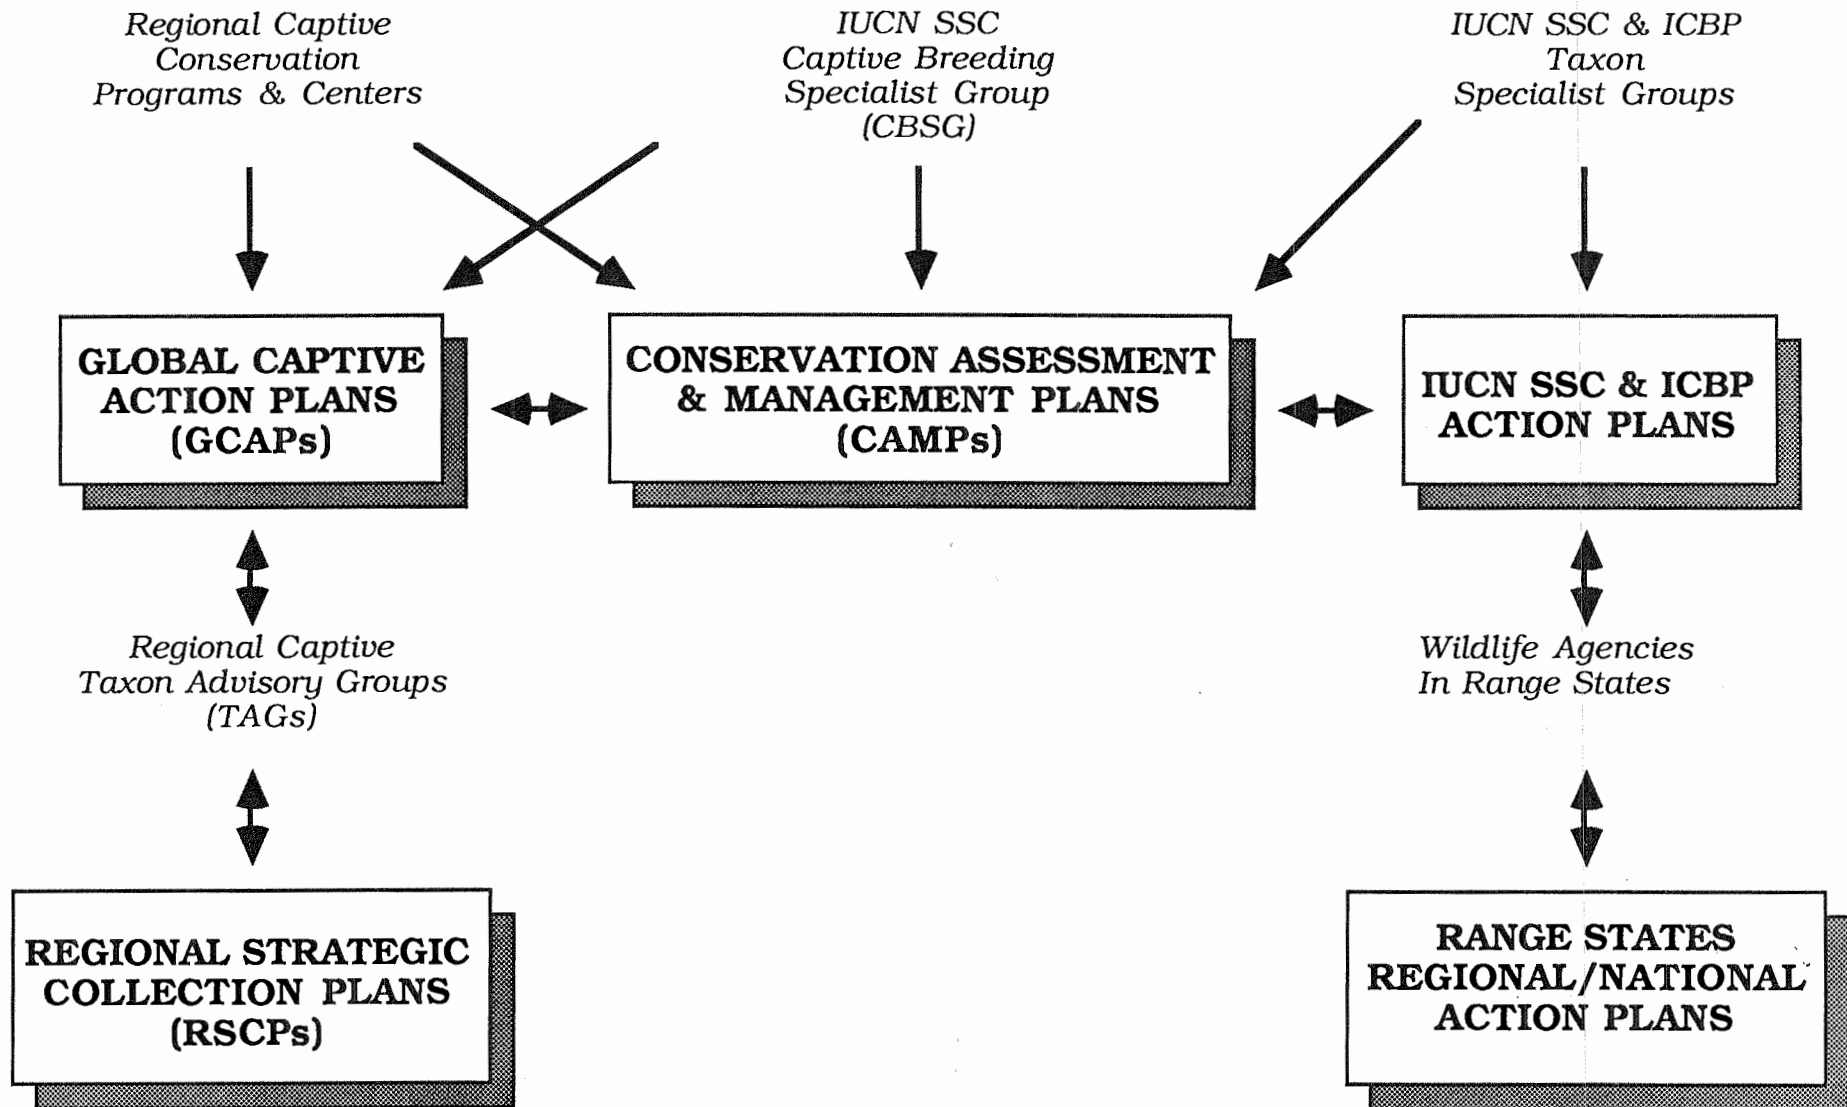 Regional Captive
Conservation
Programs & Centers
IUCN SSC
Captive Breeding
Specialist Group
(CBSG)
IUCN SSC & ICBP
Taxon
Specialist Groups
GLOBAL CAPTIVE
ACTION PLANS
(GCAPs)
CONSERVATION ASSESSMENT
& MANAGEMENT PLANS
(CAMPs)
IUCN SSC & ICBP
ACTION PLANS
Regional Captive
Taxon Advisory Groups
(TAGs)
Wildlife Agencies
In Range States
REGIONAL STRATEGIC
COLLECTION PLANS
(RSCPs)
RANGE STATES
REGIONAL/NATIONAL
ACTION PLANS